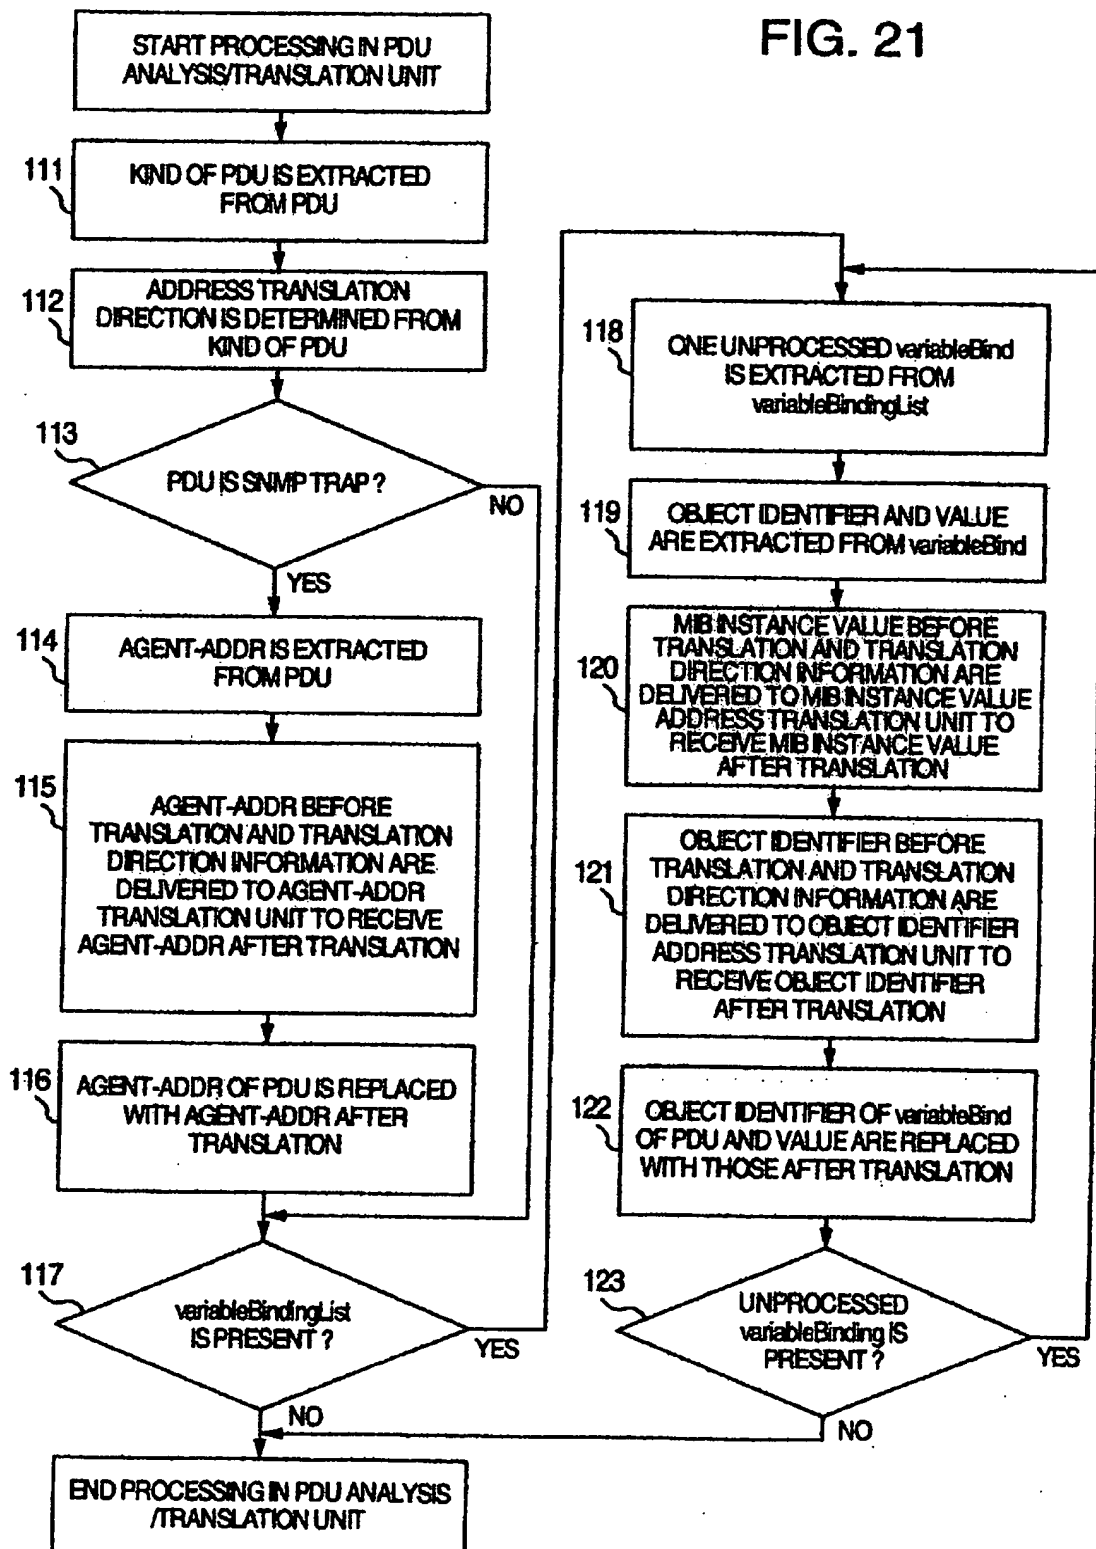 FIG. 21
START PROCESSING IN PDU
ANALYSIS/TRANSLATION UNIT
111
KIND OF PDU IS EXTRACTED
FROM PDU
112
ADDRESS TRANSLATION
DIRECTION IS DETERMINED FROM
KIND OF PDU
113
PDU IS SNMP TRAP ?
NO
YES
114
AGENT-ADDR IS EXTRACTED
FROM PDU
115
AGENT-ADDR BEFORE
TRANSLATION AND TRANSLATION
DIRECTION INFORMATION ARE
DELIVERED TO AGENT-ADDR
TRANSLATION UNIT TO RECEIVE
AGENT-ADDR AFTER TRANSLATION
116
AGENT-ADDR OF PDU IS REPLACED
WITH AGENT-ADDR AFTER
TRANSLATION
117
variableBindingList
IS PRESENT ?
YES
NO
END PROCESSING IN PDU ANALYSIS
/TRANSLATION UNIT
118
ONE UNPROCESSED variableBind
IS EXTRACTED FROM
variableBindingList
119
OBJECT IDENTIFIER AND VALUE
ARE EXTRACTED FROM variableBind
120
MIB INSTANCE VALUE BEFORE
TRANSLATION AND TRANSLATION
DIRECTION INFORMATION ARE
DELIVERED TO MIB INSTANCE VALUE
ADDRESS TRANSLATION UNIT TO
RECEIVE MIB INSTANCE VALUE
AFTER TRANSLATION
121
OBJECT IDENTIFIER BEFORE
TRANSLATION AND TRANSLATION
DIRECTION INFORMATION ARE
DELIVERED TO OBJECT IDENTIFIER
ADDRESS TRANSLATION UNIT TO
RECEIVE OBJECT IDENTIFIER
AFTER TRANSLATION
122
OBJECT IDENTIFIER OF variableBind
OF PDU AND VALUE ARE REPLACED
WITH THOSE AFTER TRANSLATION
123
UNPROCESSED
variableBinding IS
PRESENT ?
YES
NO